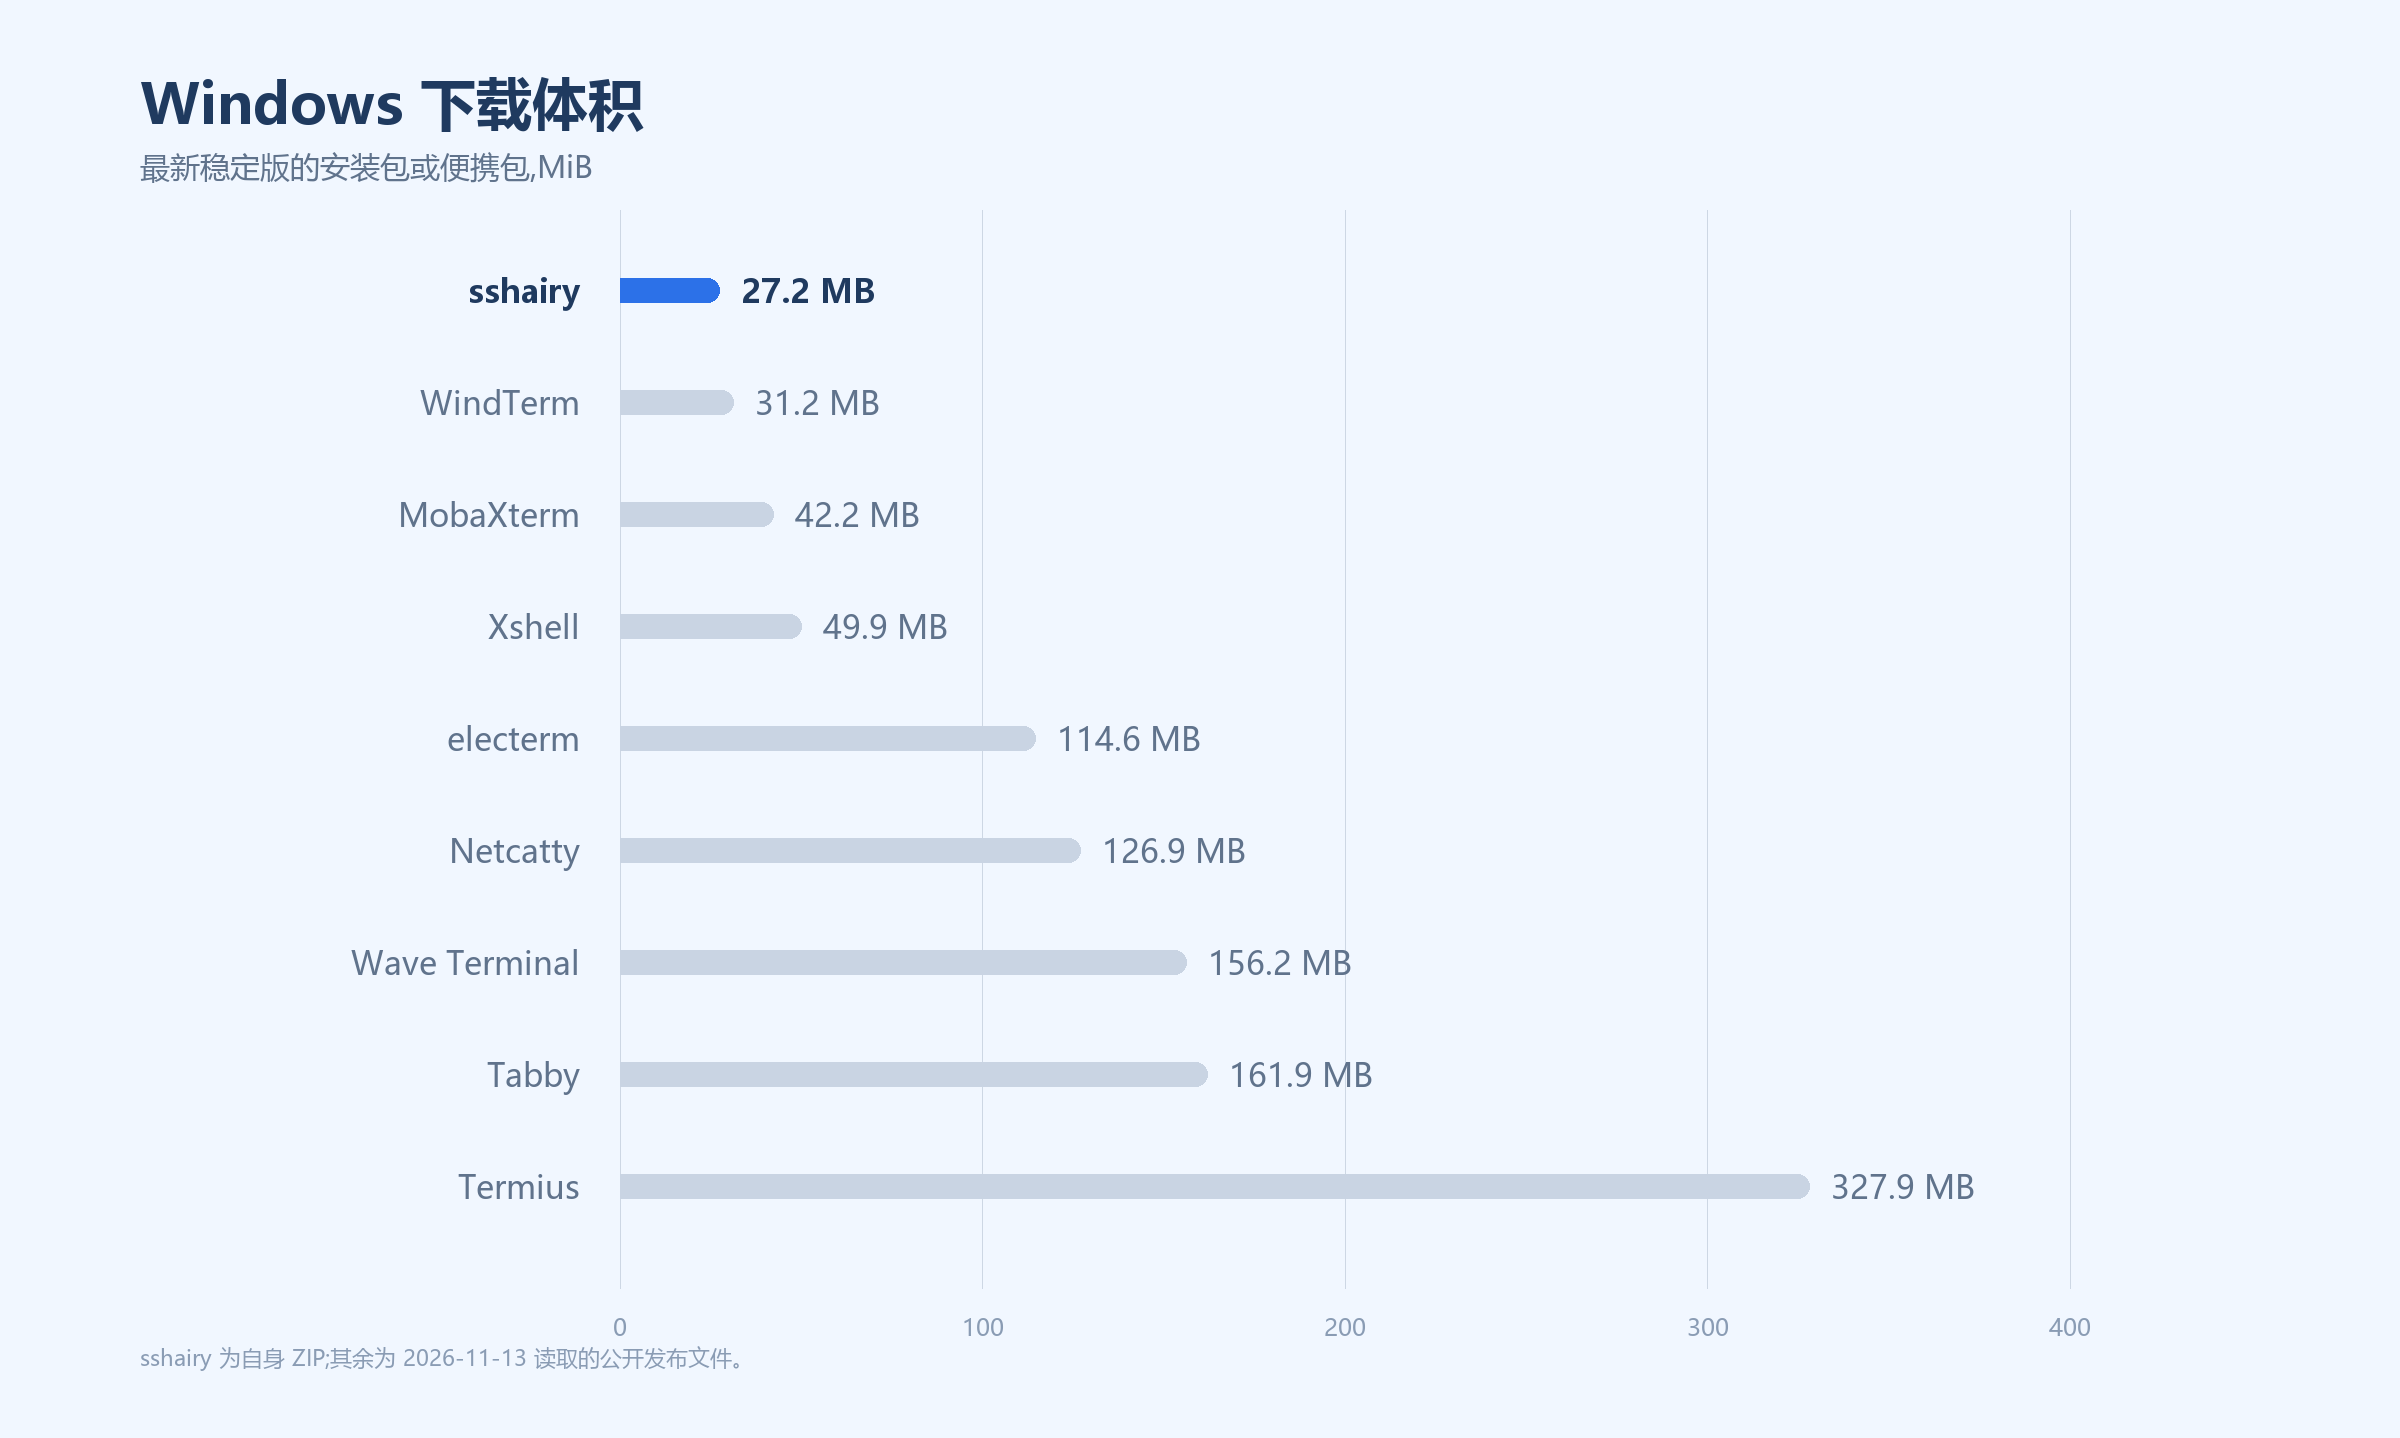 Windows 下载体积
最新稳定版的安装包或便携包,MiB
sshairy 27.2 MB
WindTerm 31.2 MB
MobaXterm 42.2 MB
Xshell 49.9 MB
electerm 114.6 MB
Netcatty 126.9 MB
Wave Terminal 156.2 MB
Tabby 161.9 MB
Termius 327.9 MB
0 100 200 300 400
sshairy 为自身 ZIP;其余为 2026-11-13 读取的公开发布文件。